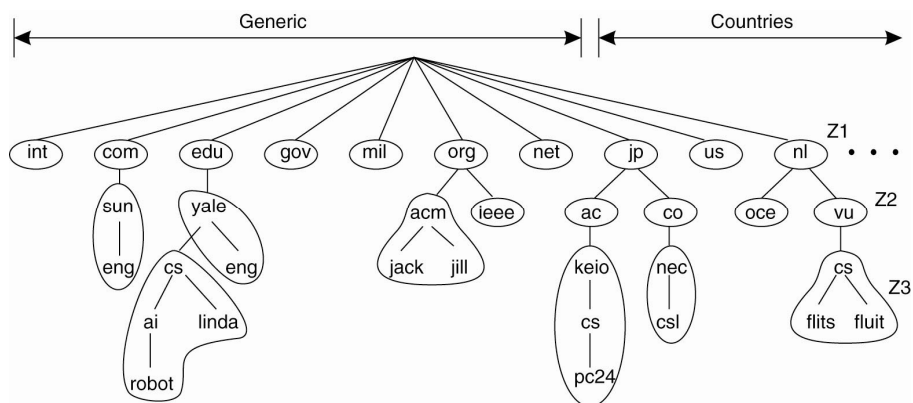 Generic Countries
int com edu gov mil org net jp us nl Z1 • • •
sun yale acm ieee ac co oce vu Z2
eng cs eng jack jill keio nec cs Z3
ai linda cs csl flits fluit
robot pc24